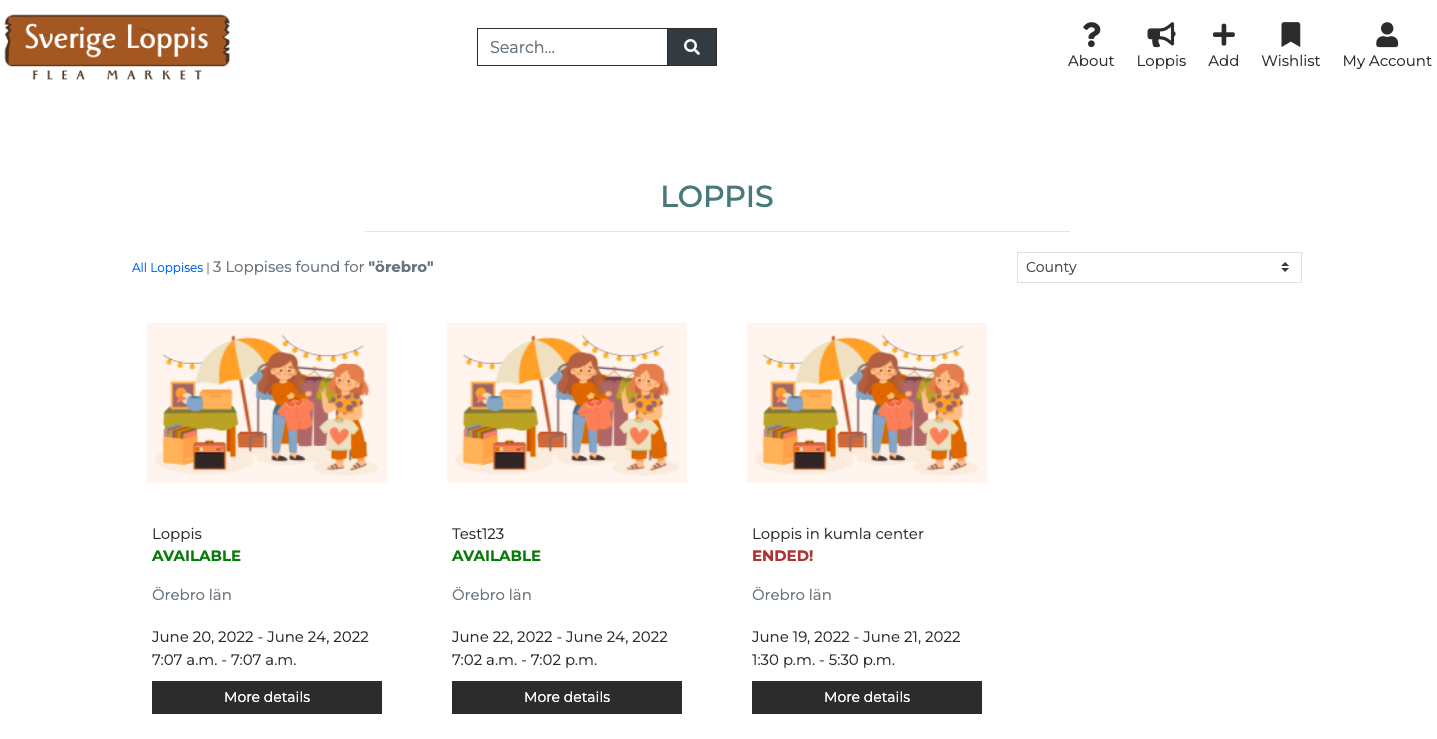 Sverige Loppis
FLEA MARKET
Search...
About
Loppis
Add
Wishlist
My Account
LOPPIS
All Loppises | 3 Loppises found for "örebro"
County
Loppis
AVAILABLE
Örebro län
June 20, 2022 - June 24, 2022
7:07 a.m. - 7:07 a.m.
More details
Test123
AVAILABLE
Örebro län
June 22, 2022 - June 24, 2022
7:02 a.m. - 7:02 p.m.
More details
Loppis in kumla center
ENDED!
Örebro län
June 19, 2022 - June 21, 2022
1:30 p.m. - 5:30 p.m.
More details